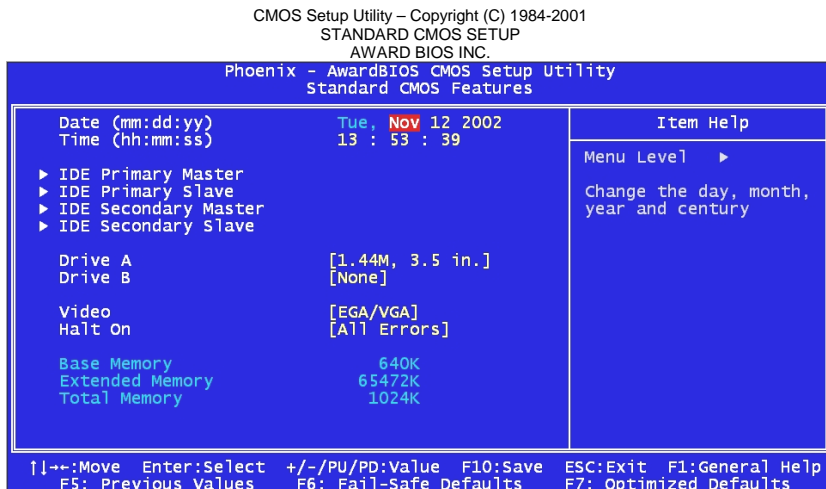 CMOS Setup Utility – Copyright (C) 1984-2001
STANDARD CMOS SETUP
AWARD BIOS INC.
Phoenix - AwardBIOS CMOS Setup Utility
Standard CMOS Features
Date (mm:dd:yy) Tue, Nov 12 2002
Time (hh:mm:ss) 13 : 53 : 39
▶ IDE Primary Master
▶ IDE Primary Slave
▶ IDE Secondary Master
▶ IDE Secondary Slave
Drive A [1.44M, 3.5 in.]
Drive B [None]
Video [EGA/VGA]
Halt On [All Errors]
Base Memory 640K
Extended Memory 65472K
Total Memory 1024K
Item Help
Menu Level ▶
Change the day, month,
year and century
↑↓→←:Move Enter:Select +/-/PU/PD:Value F10:Save ESC:Exit F1:General Help
F5: Previous Values F6: Fail-Safe Defaults F7: Optimized Defaults